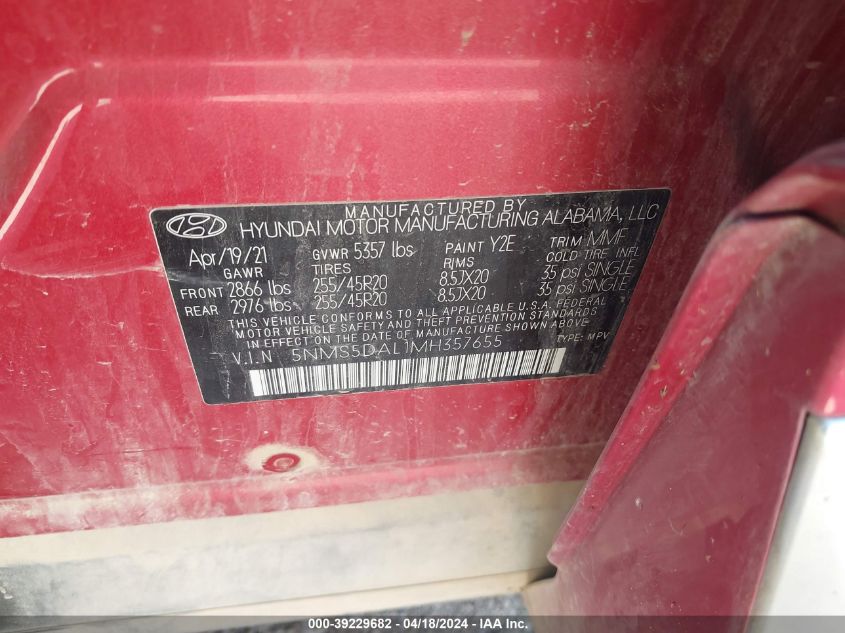 MANUFACTURED BY
HYUNDAI MOTOR MANUFACTURING ALABAMA, LLC
Apr/19/21 GVWR 5357 lbs PAINT Y2E TRIM MMF
GAWR TIRES RIMS COLD TIRE INFL
FRONT 2866 lbs 255/45R20 8.5JX20 35 psi SINGLE
REAR 2976 lbs 255/45R20 8.5JX20 35 psi SINGLE
THIS VEHICLE CONFORMS TO ALL APPLICABLE U.S.A. FEDERAL
MOTOR VEHICLE SAFETY AND THEFT PREVENTION STANDARDS
IN EFFECT ON THE DATE OF MANUFACTURE SHOWN ABOVE.
V.I.N 5NMS5DAL1MH357655 TYPE: MPV
000-39229682 - 04/18/2024 - IAA Inc.